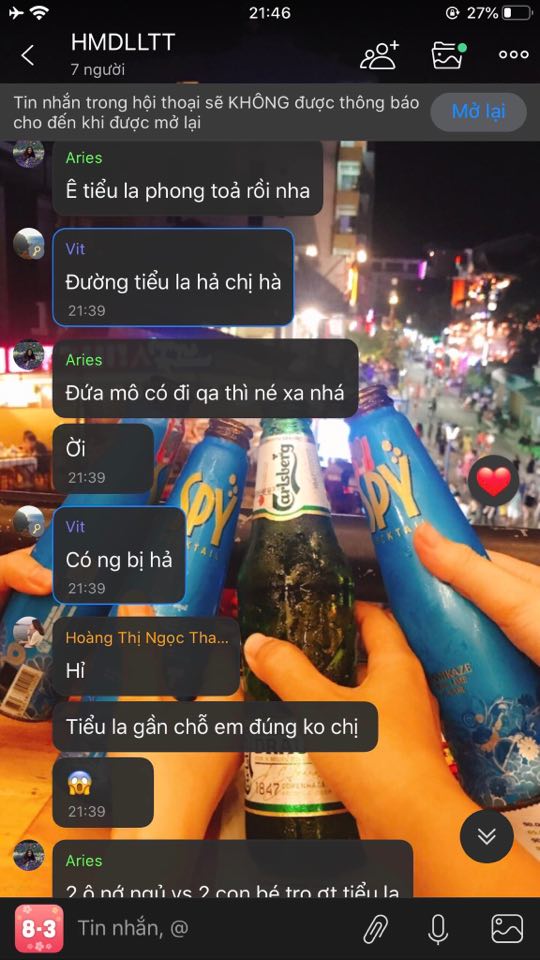 21:46
27%
HMDLLTT
7 người
Tin nhắn trong hội thoại sẽ KHÔNG được thông báo
cho đến khi được mở lại
Mở lại
Aries
Ê tiểu la phong toả rồi nha
Vit
Đường tiểu la hả chị hà
21:39
Aries
Đứa mô có đi qa thì né xa nhá
Ời
21:39
Vit
Có ng bị hả
21:39
Hoàng Thị Ngọc Tha...
Hỉ
Tiểu la gần chỗ em đúng ko chị
😱
21:39
Aries
2 ô nớ ngủ vs 2 con bé trọ ơt tiểu la
SPY
Carlsberg
SPY
1847
8-3
Tin nhắn, @